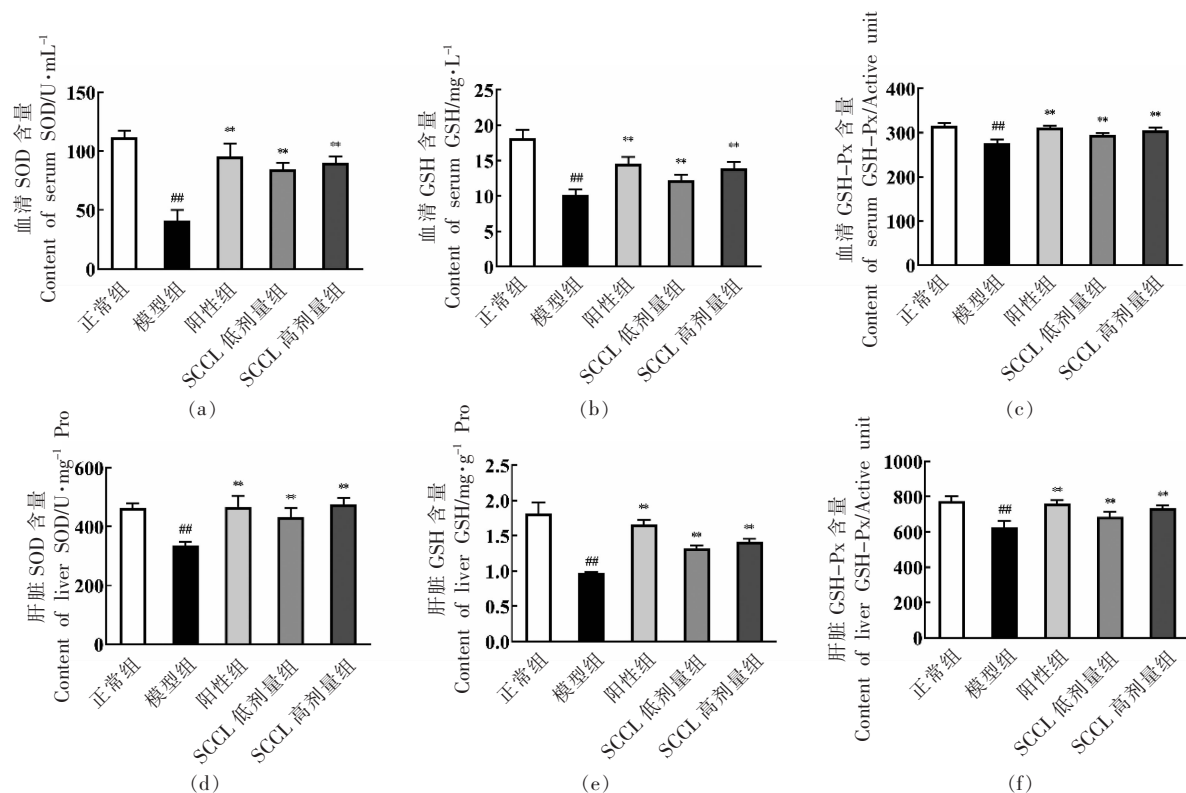 血清 SOD 含量
Content of serum SOD/U·mL⁻¹
150
100
50
0
##
**
**
**
正常组
模型组
阳性组
SCCL 低剂量组
SCCL 高剂量组
(a)
血清 GSH 含量
Content of serum GSH/mg·L⁻¹
25
20
15
10
5
0
##
**
**
**
正常组
模型组
阳性组
SCCL 低剂量组
SCCL 高剂量组
(b)
血清 GSH-Px 含量
Content of serum GSH-Px/Active unit
400
300
200
100
0
##
**
**
**
正常组
模型组
阳性组
SCCL 低剂量组
SCCL 高剂量组
(c)
肝脏 SOD 含量
Content of liver SOD/U·mg⁻¹ Pro
600
400
200
0
##
**
**
**
正常组
模型组
阳性组
SCCL 低剂量组
SCCL 高剂量组
(d)
肝脏 GSH 含量
Content of liver GSH/mg·g⁻¹ Pro
2.5
2.0
1.5
1.0
0.5
0.0
##
**
**
**
正常组
模型组
阳性组
SCCL 低剂量组
SCCL 高剂量组
(e)
肝脏 GSH-Px 含量
Content of liver GSH-Px/Active unit
1000
800
600
400
200
0
##
**
**
**
正常组
模型组
阳性组
SCCL 低剂量组
SCCL 高剂量组
(f)